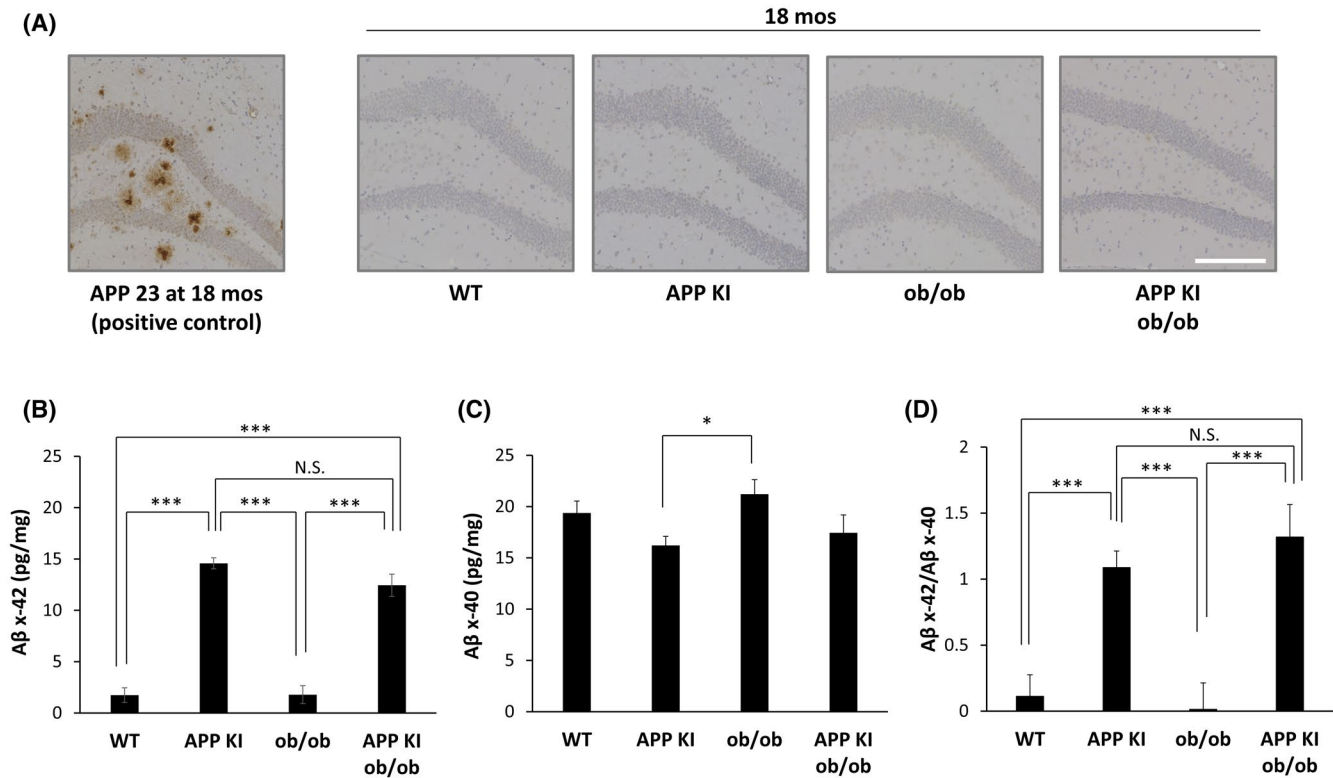 (A)
18 mos
APP 23 at 18 mos
(positive control)
WT
APP KI
ob/ob
APP KI
ob/ob
(B)
Aβ x-42 (pg/mg)
25
20
15
10
5
0
***
N.S.
*** *** ***
WT APP KI ob/ob APP KI
ob/ob
(C)
Aβ x-40 (pg/mg)
25
20
15
10
5
0
*
WT APP KI ob/ob APP KI
ob/ob
(D)
Aβ x-42/Aβ x-40
2
1.5
1
0.5
0
***
N.S.
*** *** ***
WT APP KI ob/ob APP KI
ob/ob